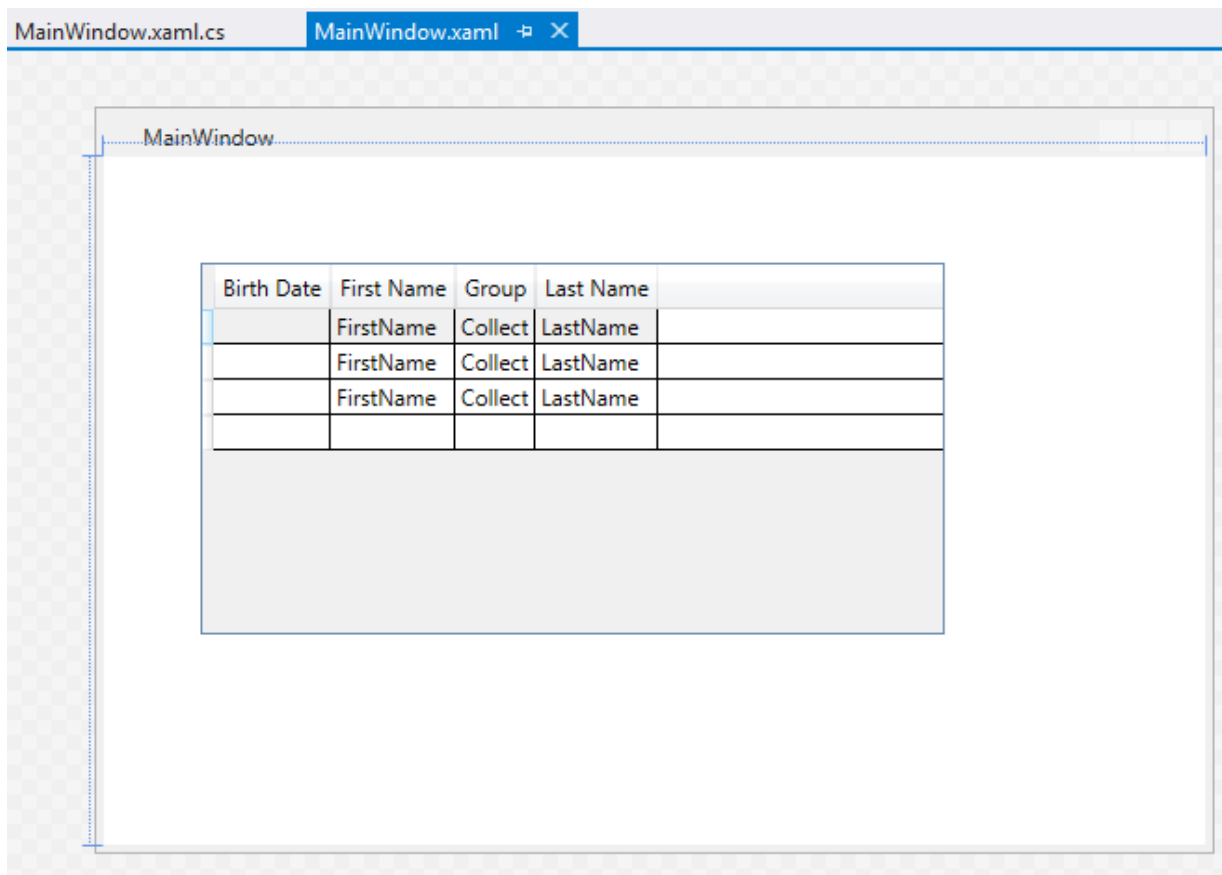 MainWindow.xaml.cs MainWindow.xaml
MainWindow
Birth Date First Name Group Last Name
FirstName Collect LastName
FirstName Collect LastName
FirstName Collect LastName